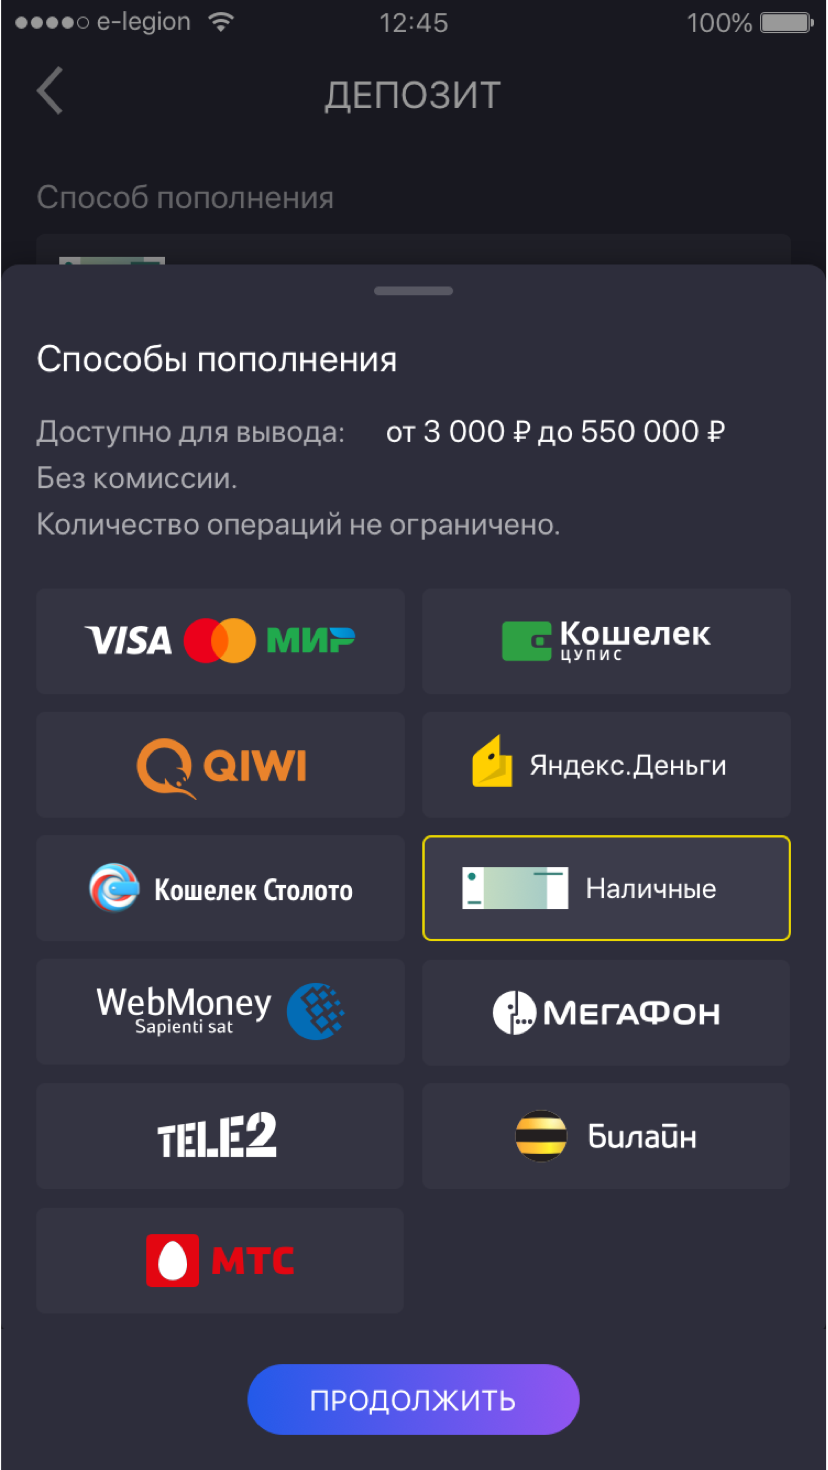 e-legion 12:45 100%
ДЕПОЗИТ
Способ пополнения
Способы пополнения
Доступно для вывода: от 3 000 ₽ до 550 000 ₽
Без комиссии.
Количество операций не ограничено.
VISA МИР
Кошелек
ЦУПИС
QIWI
Яндекс.Деньги
Кошелек Столото
Наличные
WebMoney
Sapienti sat
МЕГАФОН
TELE2
Билайн
МТС
ПРОДОЛЖИТЬ